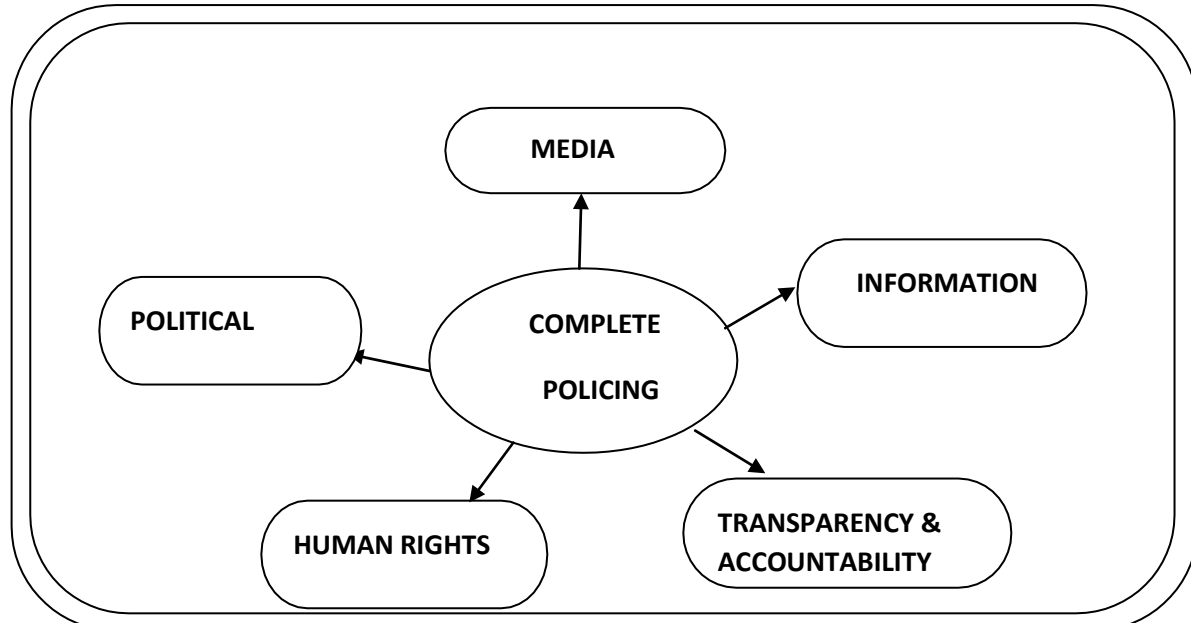 MEDIA
INFORMATION
POLITICAL
COMPLETE
POLICING
HUMAN RIGHTS
TRANSPARENCY &
ACCOUNTABILITY